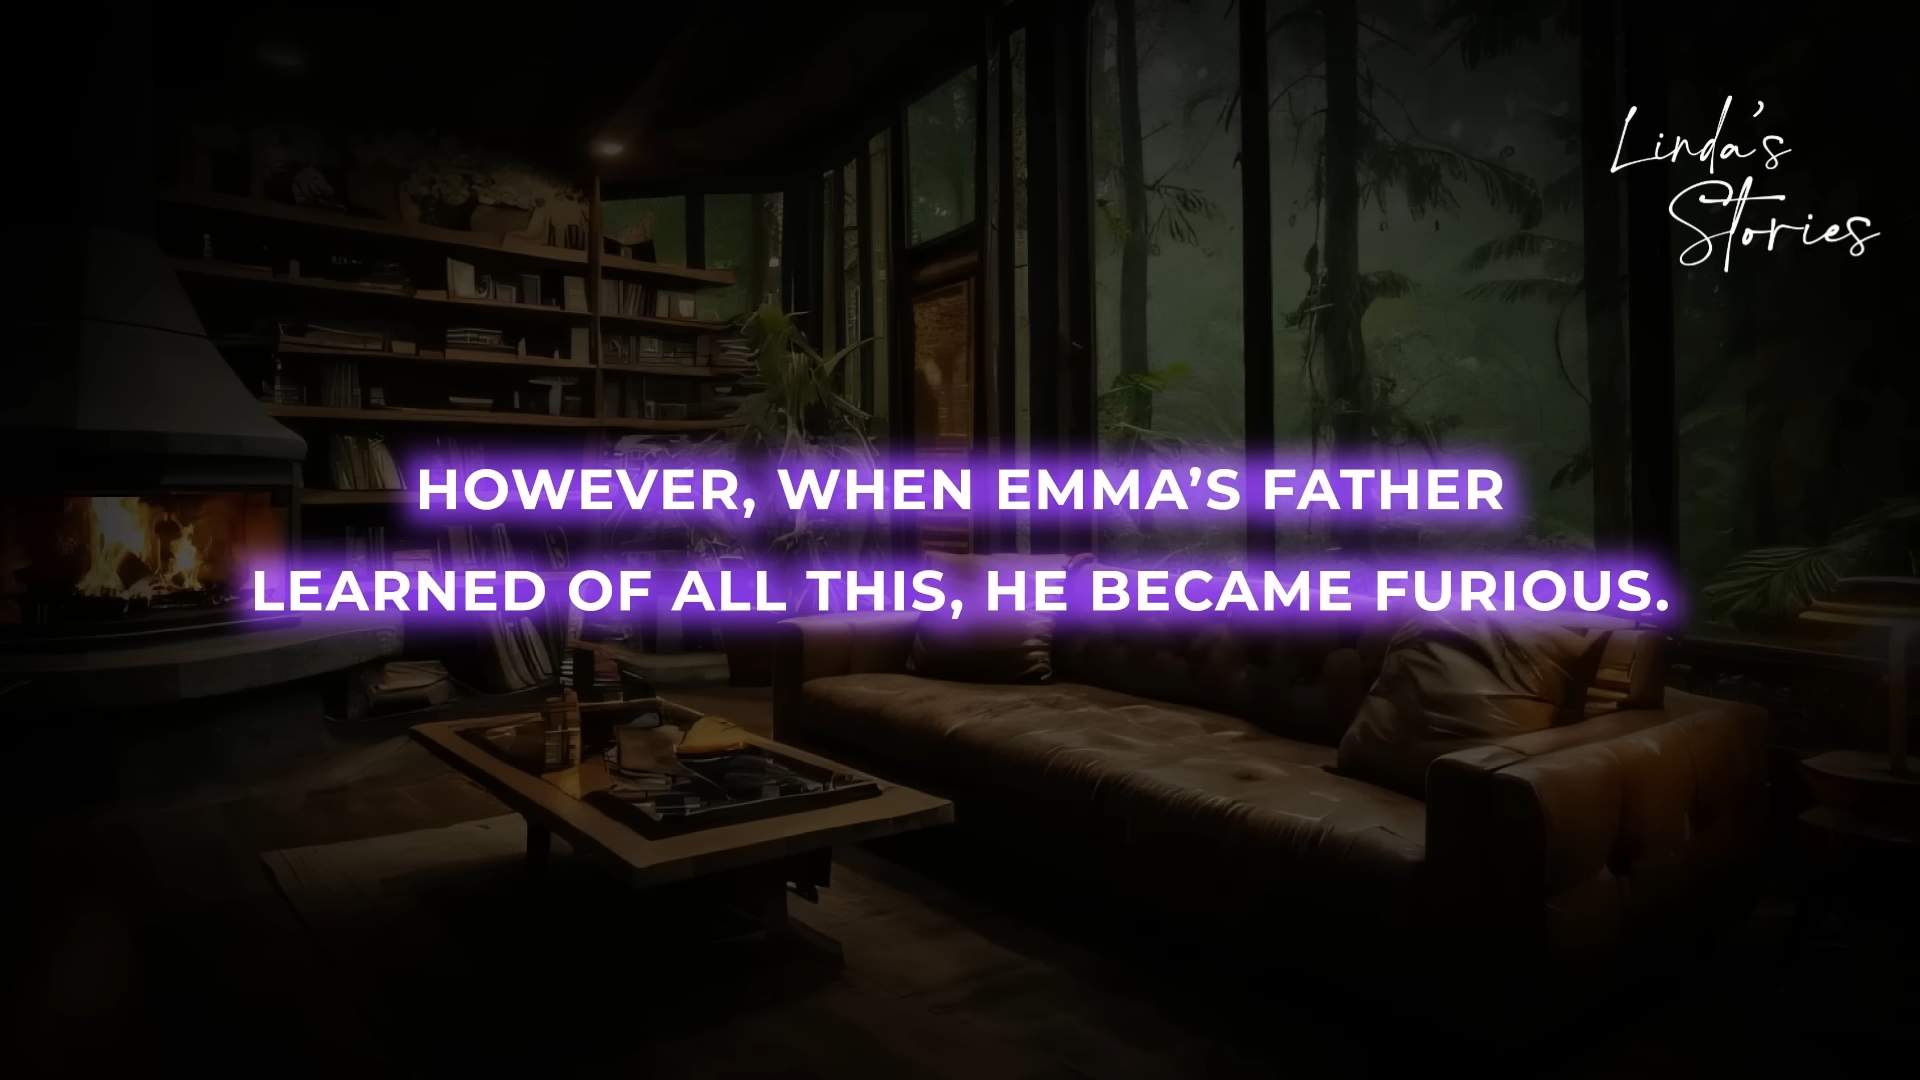 Linda's
Stories
HOWEVER, WHEN EMMA’S FATHER
LEARNED OF ALL THIS, HE BECAME FURIOUS.